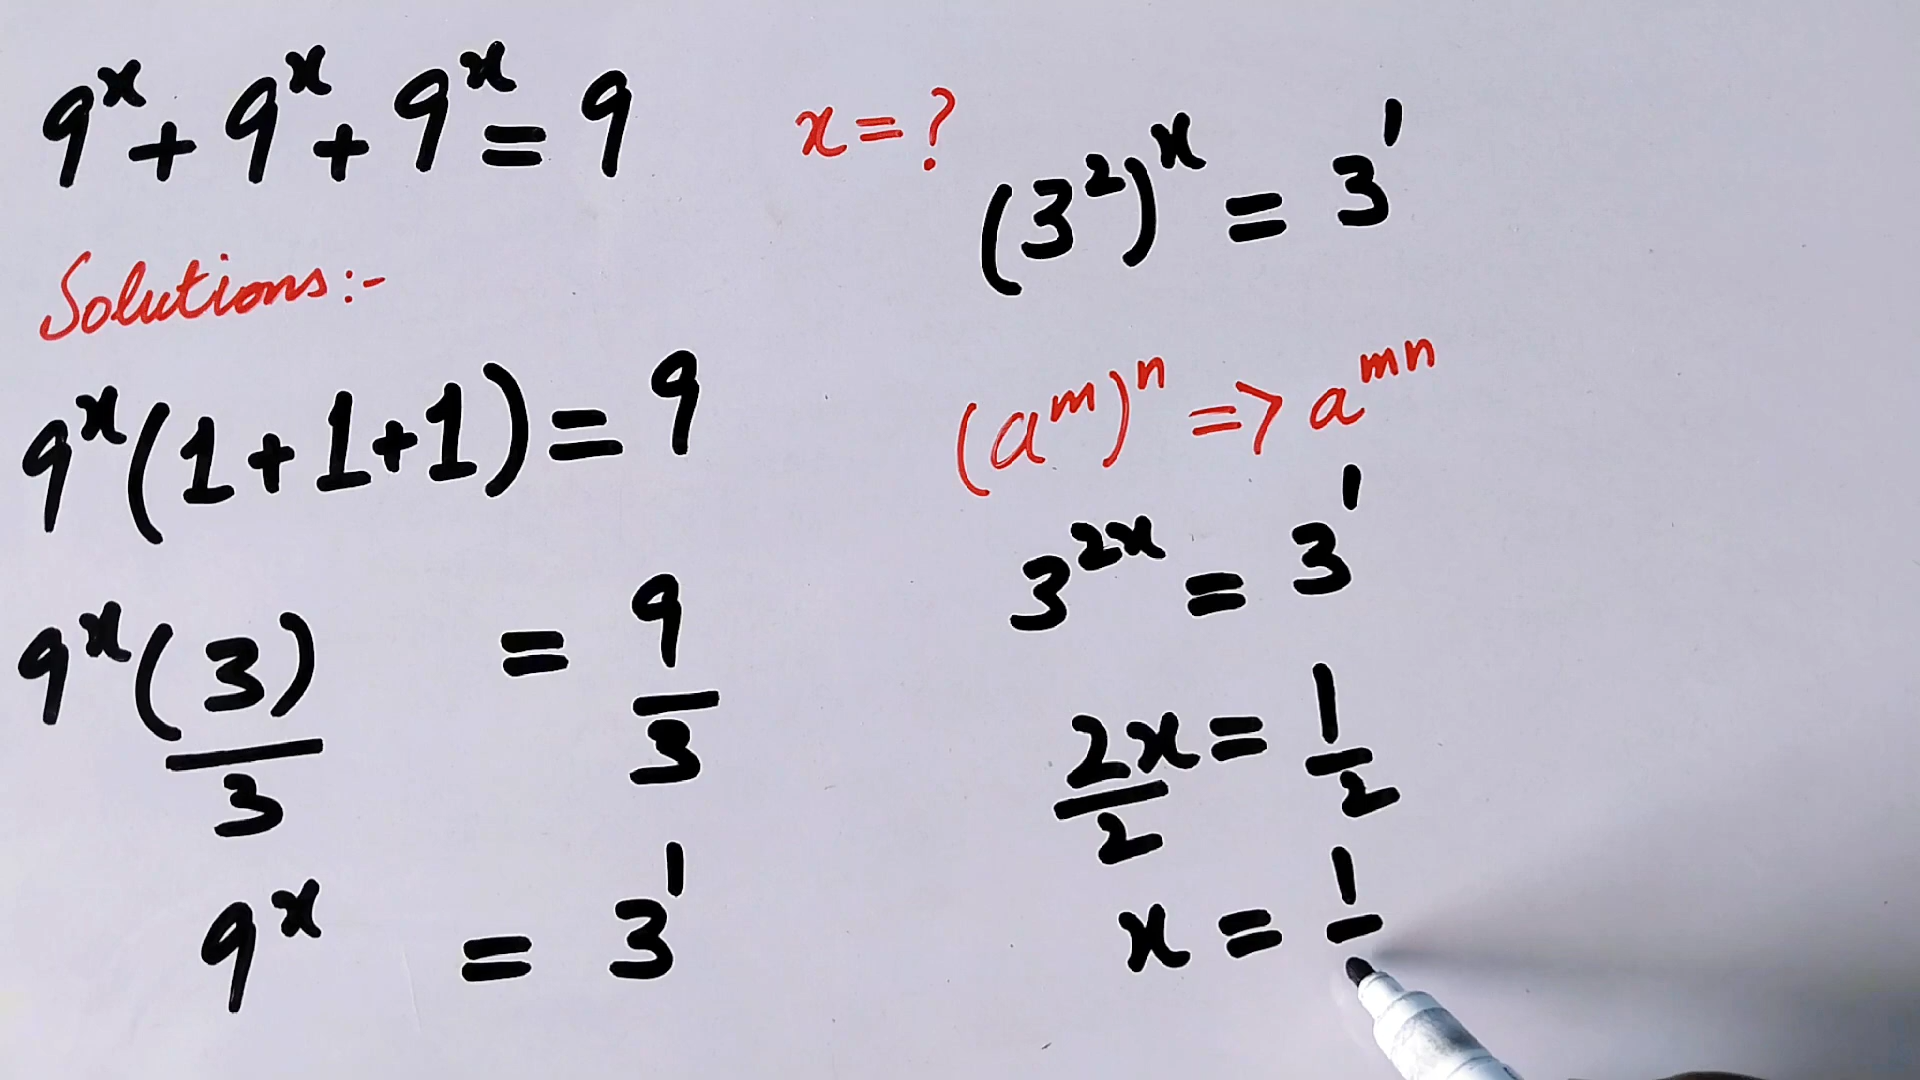 9^x + 9^x + 9^x = 9
x = ?
Solutions:-
9^x (1+1+1) = 9
9^x (3)/3 = 9/3
9^x = 3^1
(3^2)^x = 3^1
(a^m)^n => a^mn
3^2x = 3^1
2x/2 = 1/2
x = 1/